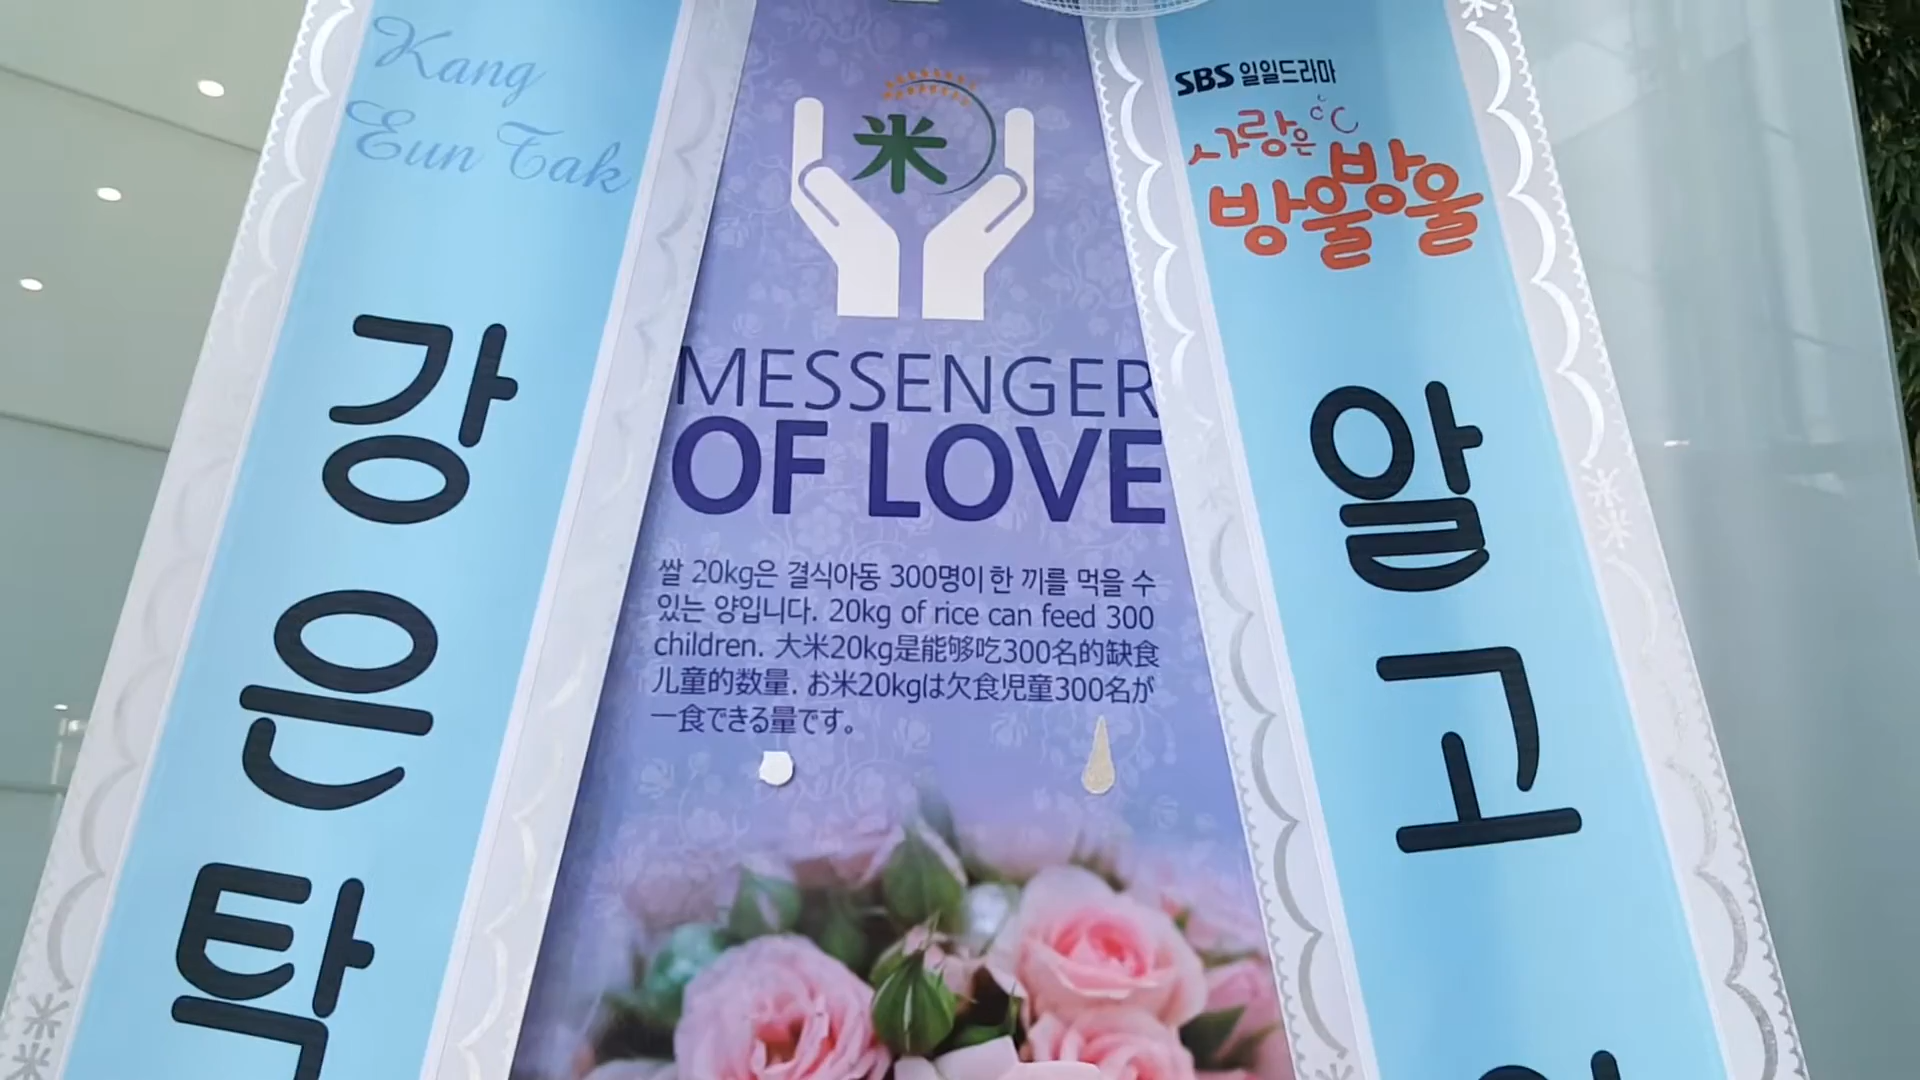 Kang
Eun Tak
강
은
탁
米
MESSENGER
OF LOVE
쌀 20kg은 결식아동 300명이 한 끼를 먹을 수
있는 양입니다. 20kg of rice can feed 300
children. 大米20kg是能够吃300名的缺食
儿童的数量. お米20kgは欠食児童300名が
一食できる量です。
SBS 일일드라마
사랑은
방울방울
알
고